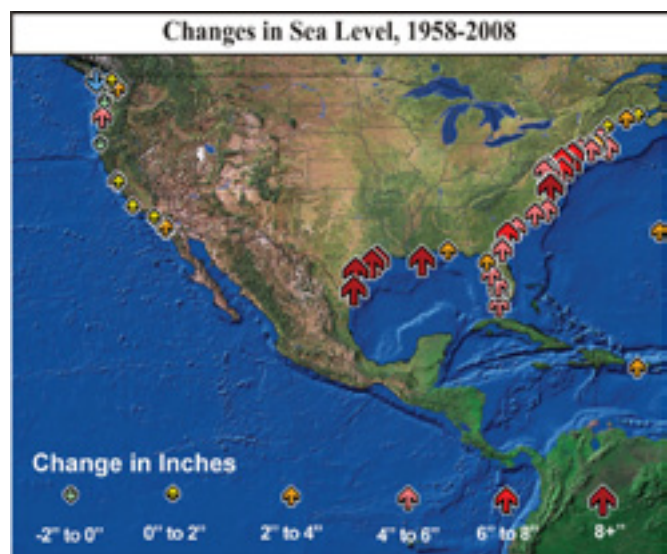 Changes in Sea Level, 1958-2008
Change in Inches
-2" to 0" 0" to 2" 2" to 4" 4" to 6" 6" to 8" 8+"